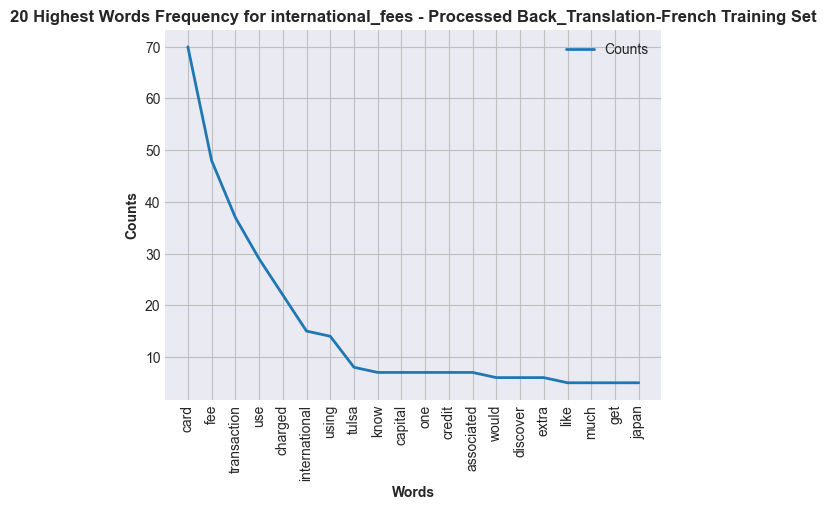 20 Highest Words Frequency for international_fees - Processed Back_Translation-French Training Set
Counts
70
60
50
40
30
20
10
Counts
card
fee
transaction
use
charged
international
using
tulsa
know
capital
one
credit
associated
would
discover
extra
like
much
get
japan
Words